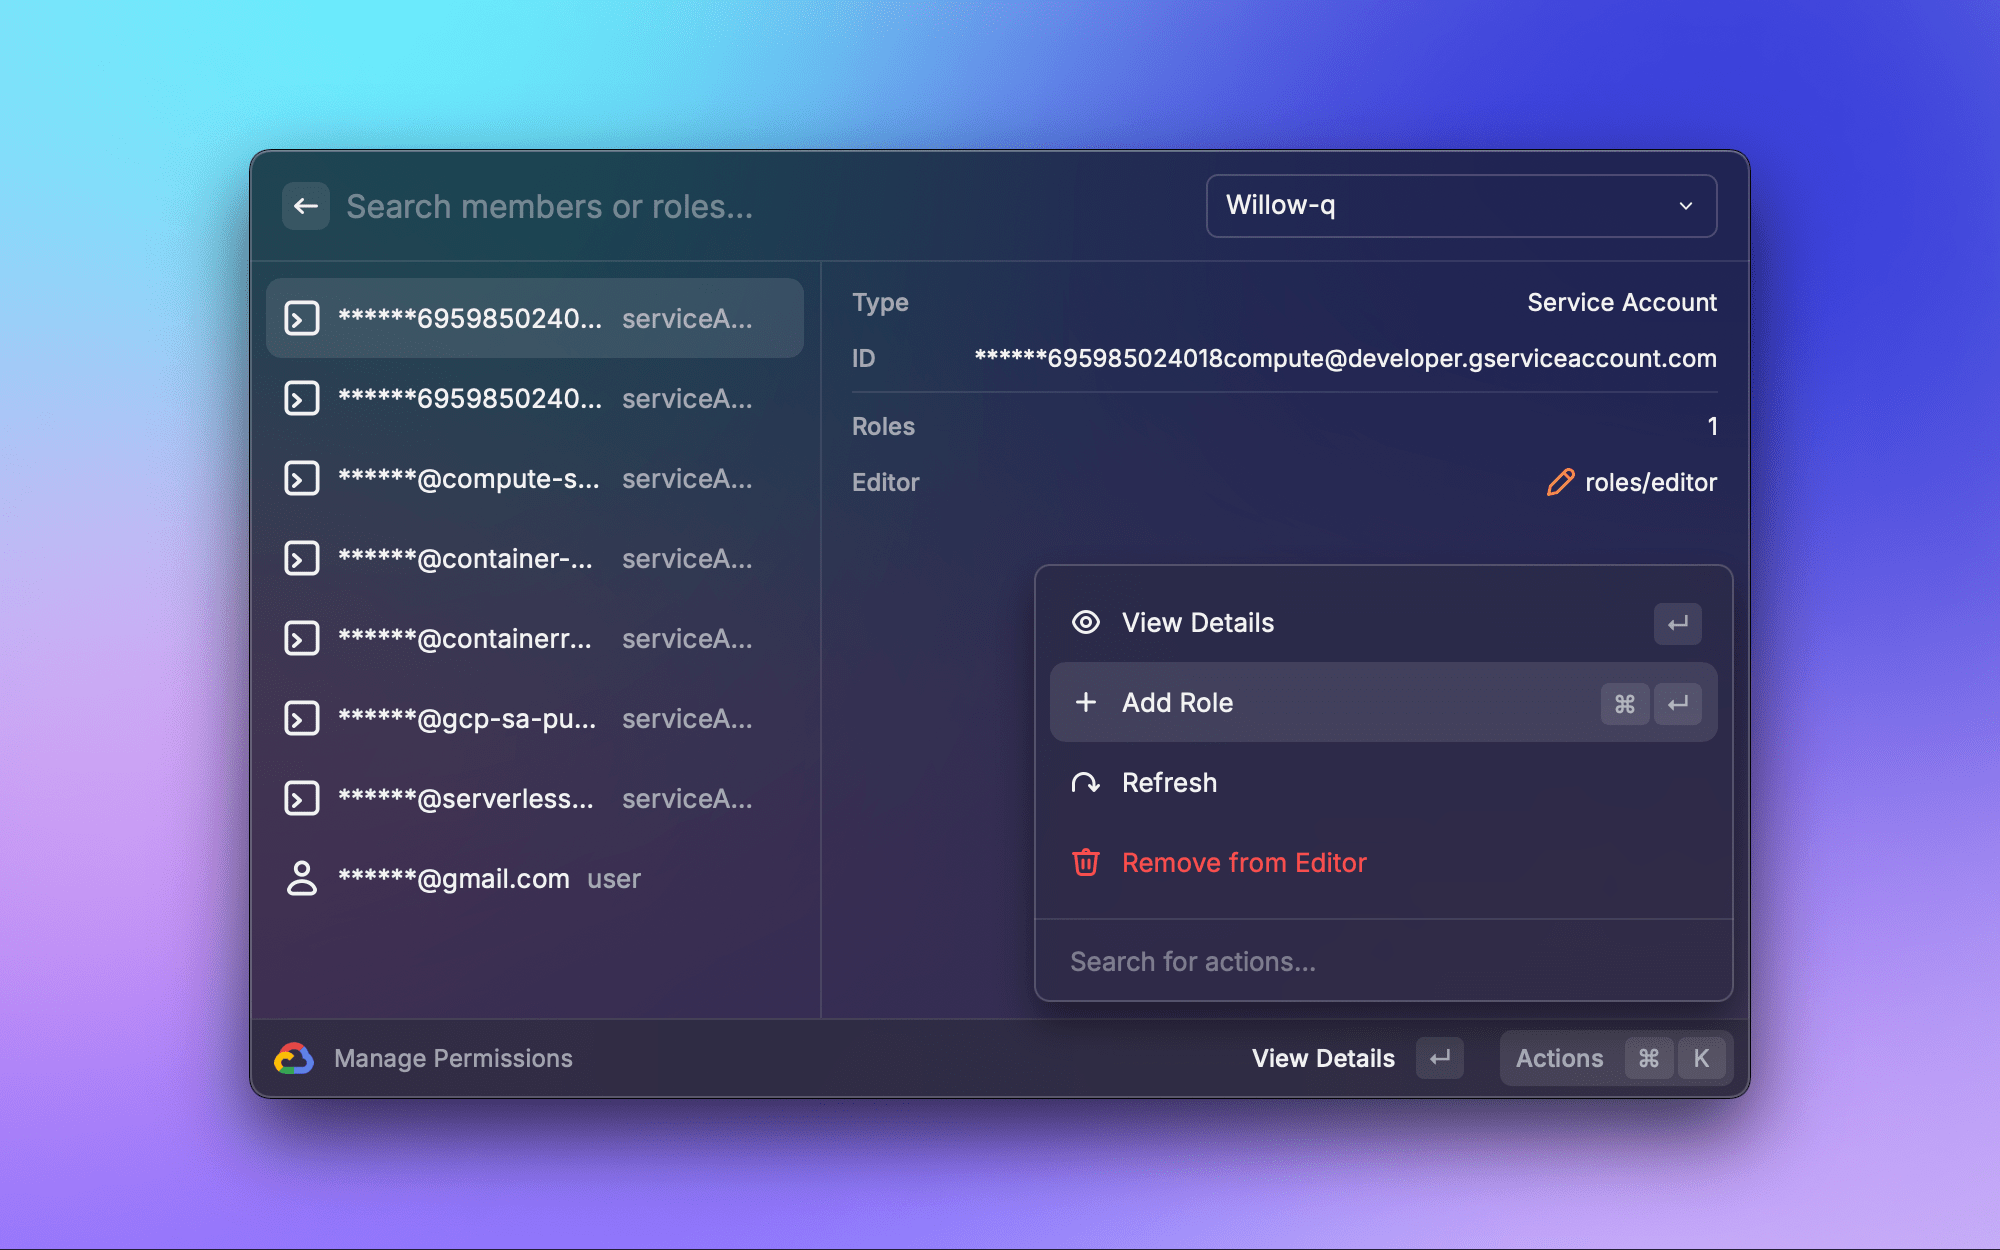 Search members or roles...
Willow-q
******6959850240... serviceA...
******6959850240... serviceA...
******@compute-s... serviceA...
******@container-... serviceA...
******@containerr... serviceA...
******@gcp-sa-pu... serviceA...
******@serverless... serviceA...
******@gmail.com user
Type Service Account
ID ******695985024018compute@developer.gserviceaccount.com
Roles 1
Editor roles/editor
View Details ↵
Add Role ⌘ ↵
Refresh
Remove from Editor
Search for actions...
Manage Permissions
View Details ↵
Actions ⌘ K